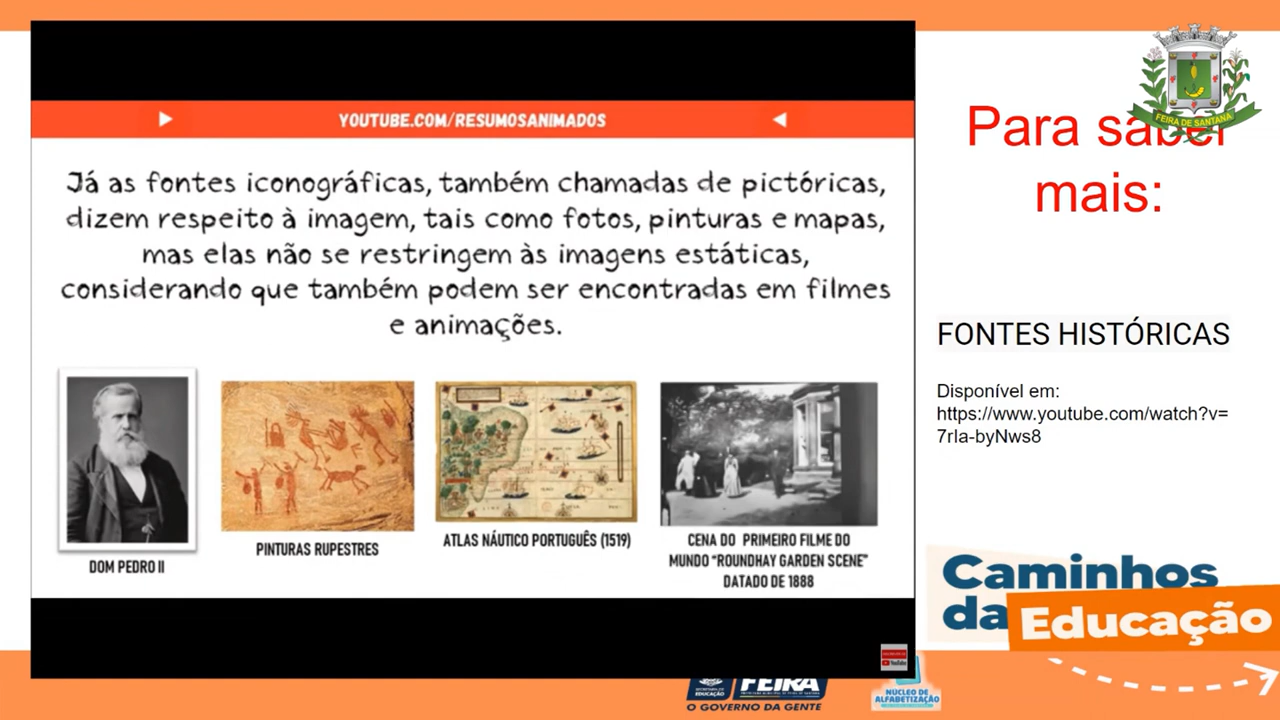 YOUTUBE.COM/RESUMOSANIMADOS
Já as fontes iconográficas, também chamadas de pictóricas,
dizem respeito à imagem, tais como fotos, pinturas e mapas,
mas elas não se restringem às imagens estáticas,
considerando que também podem ser encontradas em filmes
e animações.
DOM PEDRO II
PINTURAS RUPESTRES
ATLAS NÁUTICO PORTUGUÊS (1519)
CENA DO PRIMEIRO FILME DO
MUNDO “ROUNDHAY GARDEN SCENE”
DATADO DE 1888
FEIRA DE SANTANA
Para saber
mais:
FONTES HISTÓRICAS
Disponível em:
https://www.youtube.com/watch?v=
7rIa-byNws8
Caminhos
da Educação
YouTube
SECRETARIA DE
EDUCAÇÃO
FEIRA
O GOVERNO DA GENTE
NÚCLEO DE
ALFABETIZAÇÃO